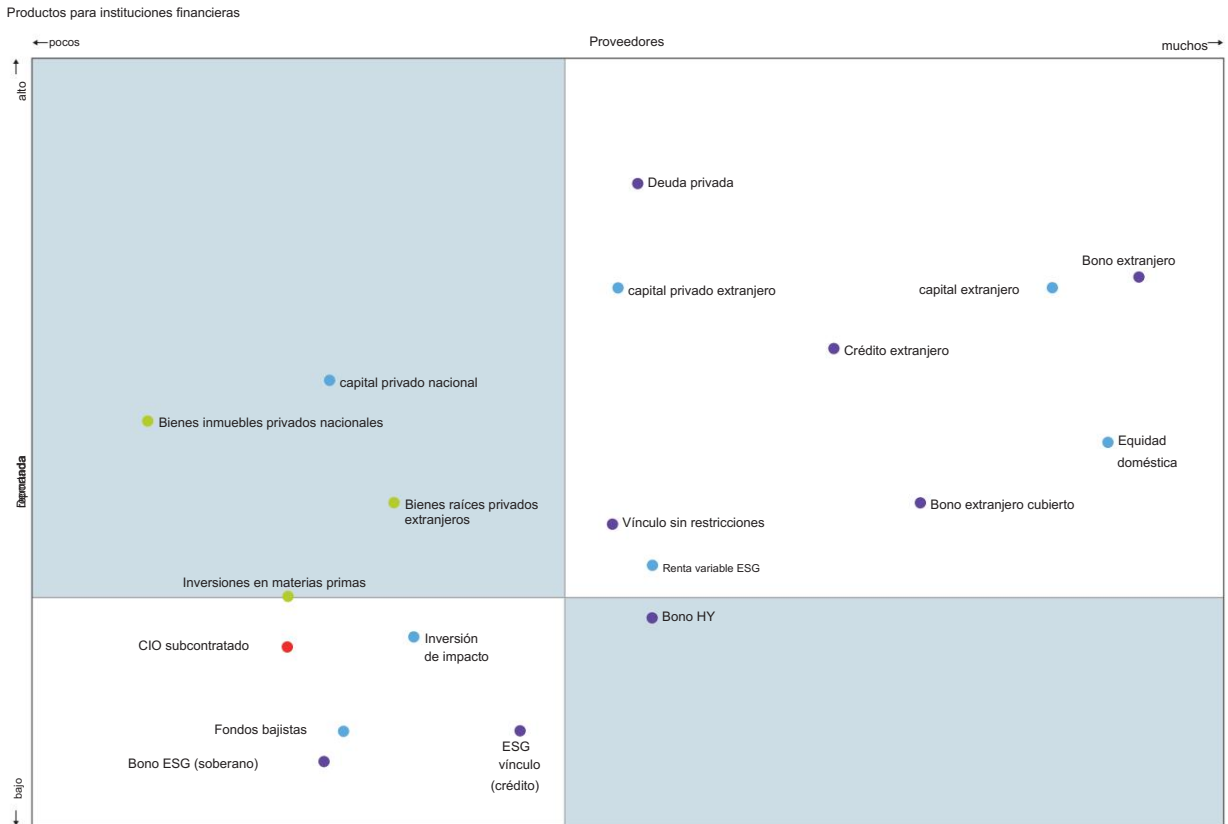 Productos para instituciones financieras
←pocos
Proveedores
muchos→
alto
Deuda privada
Bono extranjero
capital privado extranjero
capital extranjero
Crédito extranjero
capital privado nacional
Bienes inmuebles privados nacionales
Equidad
doméstica
Bienes raíces privados
extranjeros
Bono extranjero cubierto
Vínculo sin restricciones
Renta variable ESG
Inversiones en materias primas
Bono HY
CIO subcontratado
Inversión
de impacto
Fondos bajistas
ESG
vínculo
(crédito)
Bono ESG (soberano)
bajo